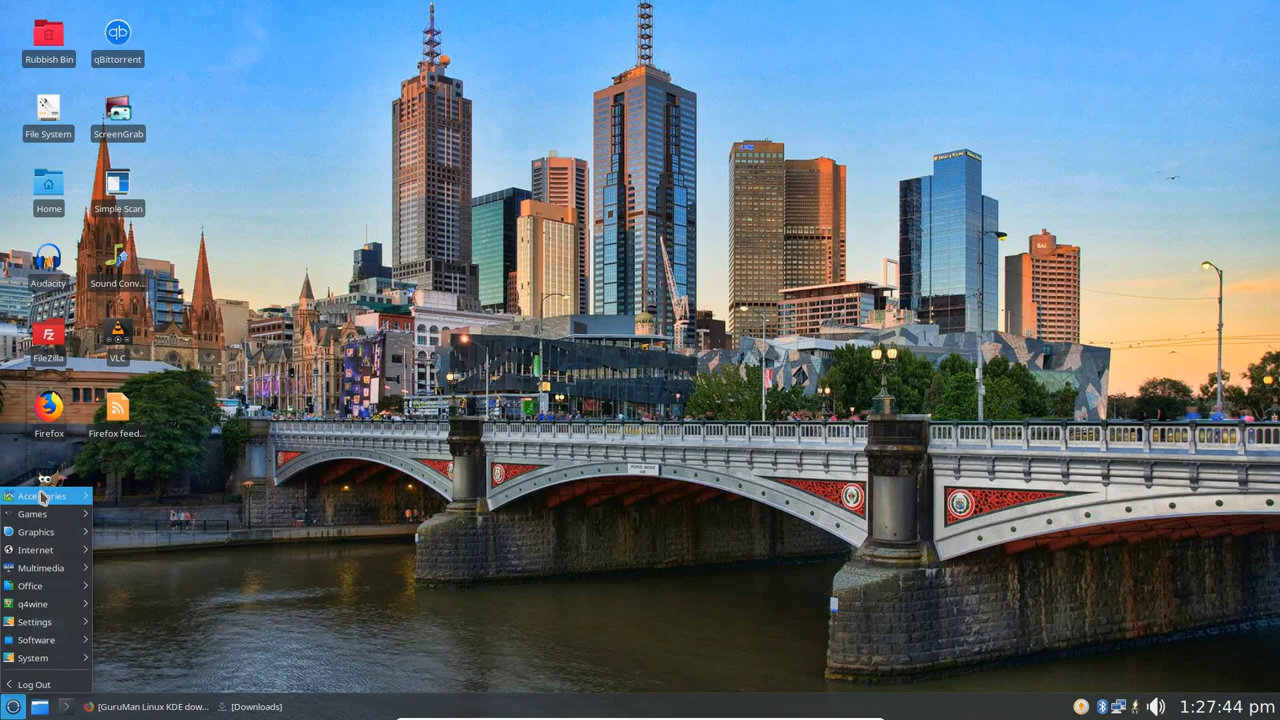 Rubbish Bin
qBittorrent
File System
ScreenGrab
Home
Simple Scan
Audacity
Sound Conv...
FileZilla
VLC
Firefox
Firefox feed...
Games
Graphics
Internet
Multimedia
Office
q4wine
Settings
Software
System
Log Out
[GuruMan Linux KDE dow...
[Downloads]
1:27:44 pm